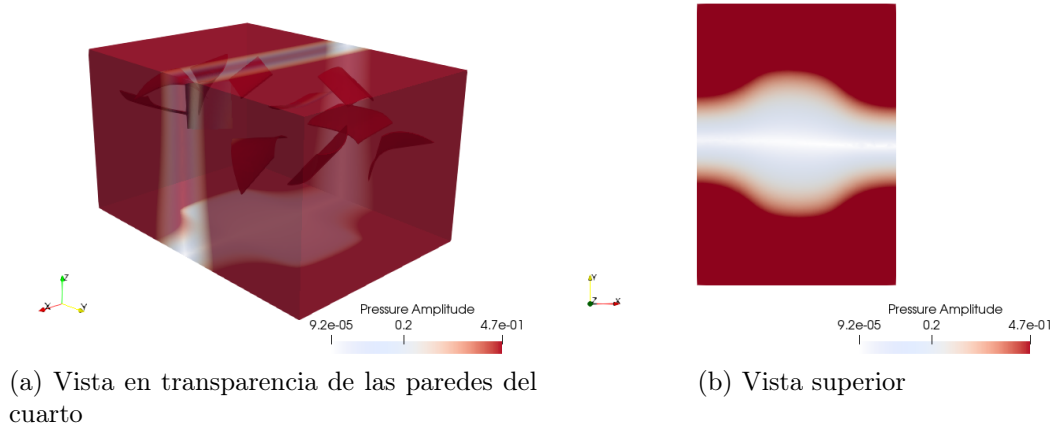 Z
X
Y
Pressure Amplitude
9.2e-05 0.2 4.7e-01
Y
Z
X
Pressure Amplitude
9.2e-05 0.2 4.7e-01
(a) Vista en transparencia de las paredes del
cuarto
(b) Vista superior